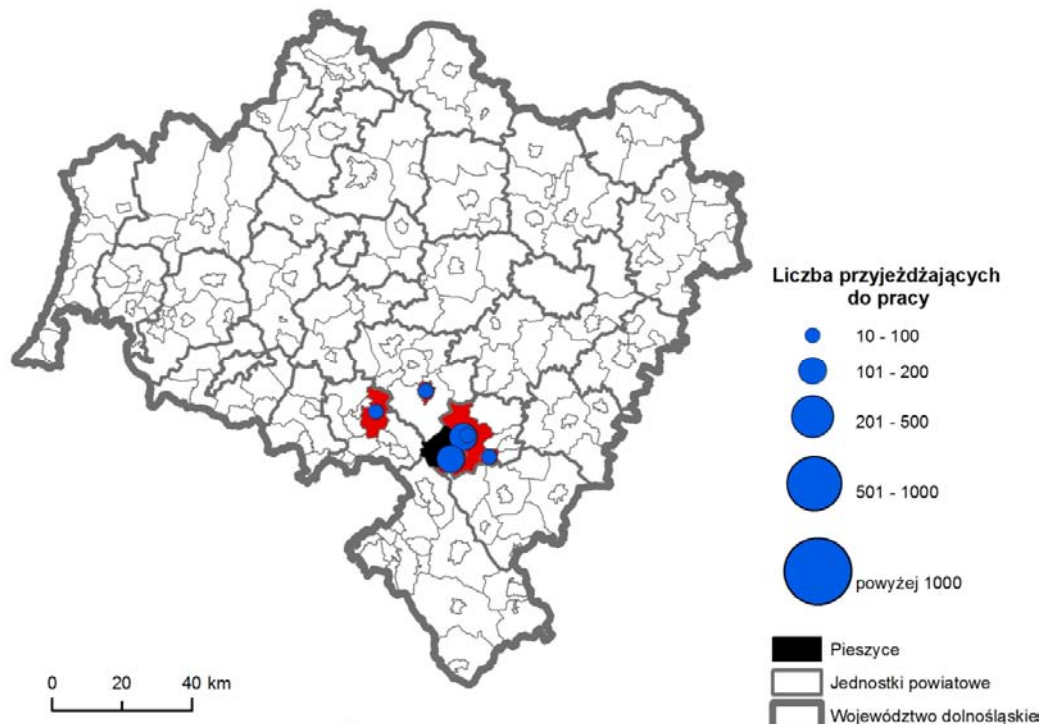 Liczba przyjeżdżających
do pracy
10 - 100
101 - 200
201 - 500
501 - 1000
powyżej 1000
Pieszyce
Jednostki powiatowe
Województwo dolnośląskie
0 20 40 km